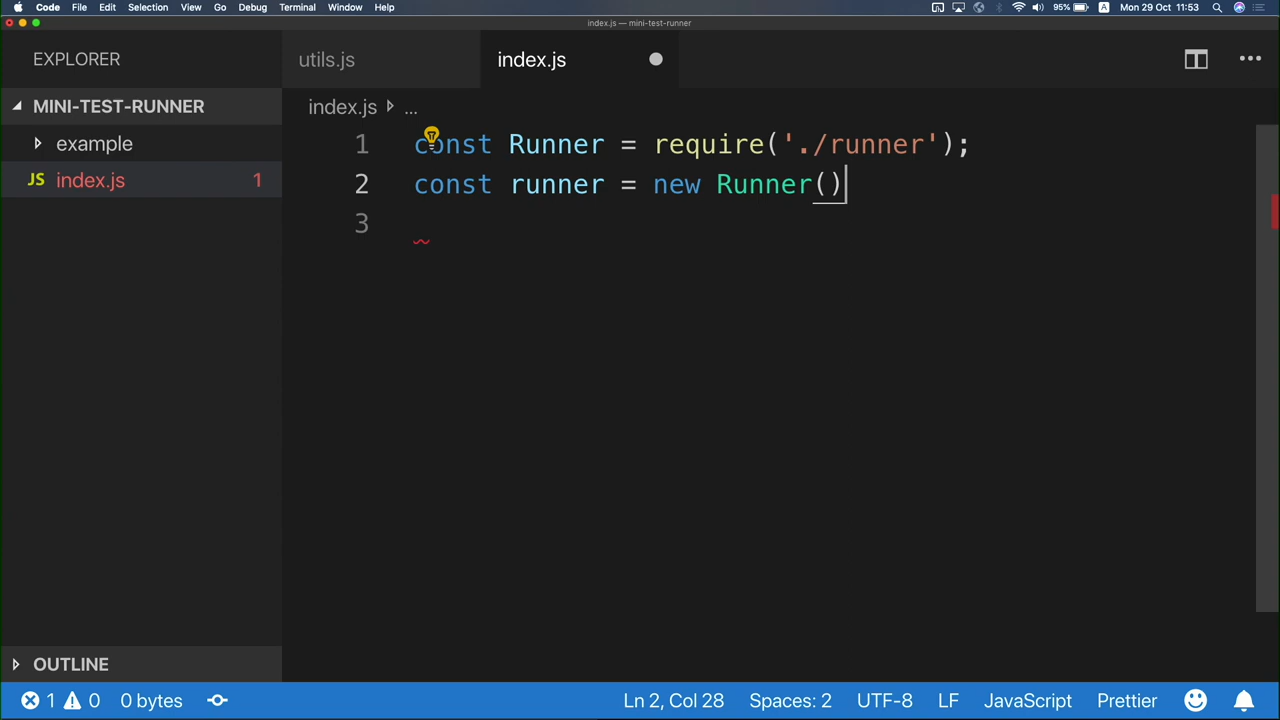 Code File Edit Selection View Go Debug Terminal Window Help 95% A Mon 29 Oct 11:53
index.js — mini-test-runner
EXPLORER
utils.js
index.js
MINI-TEST-RUNNER
index.js ...
example
JS index.js 1
1 const Runner = require('./runner');
2 const runner = new Runner()
3
OUTLINE
1 0 0 bytes Ln 2, Col 28 Spaces: 2 UTF-8 LF JavaScript Prettier